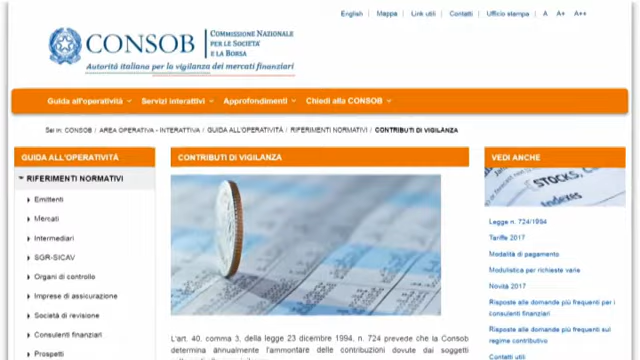 English | Mappa | Link utili | Contatti | Ufficio stampa | A A+ A++
CONSOB
COMMISSIONE NAZIONALE
PER LE SOCIETA'
E LA BORSA
Autorità italiana per la vigilanza dei mercati finanziari
Guida all'operatività Servizi interattivi Approfondimenti Chiedi alla CONSOB
Sei in: CONSOB / AREA OPERATIVA - INTERATTIVA / GUIDA ALL'OPERATIVITÀ / RIFERIMENTI NORMATIVI / CONTRIBUTI DI VIGILANZA
GUIDA ALL'OPERATIVITÀ
RIFERIMENTI NORMATIVI
Emittenti
Mercati
Intermediari
SGR-SICAV
Organi di controllo
Imprese di assicurazione
Società di revisione
Consulenti finanziari
Prospetti
CONTRIBUTI DI VIGILANZA
L'art. 40, comma 3, della legge 23 dicembre 1994, n. 724 prevede che la Consob
determina annualmente l'ammontare delle contribuzioni dovute dai soggetti
VEDI ANCHE
STOCKS,
Indexes
Legge n. 724/1994
Tariffe 2017
Modalità di pagamento
Modulistica per richieste varie
Novità 2017
Risposte alle domande più frequenti per i
consulenti finanziari
Risposte alle domande più frequenti sul
regime contributivo
Contatti utili